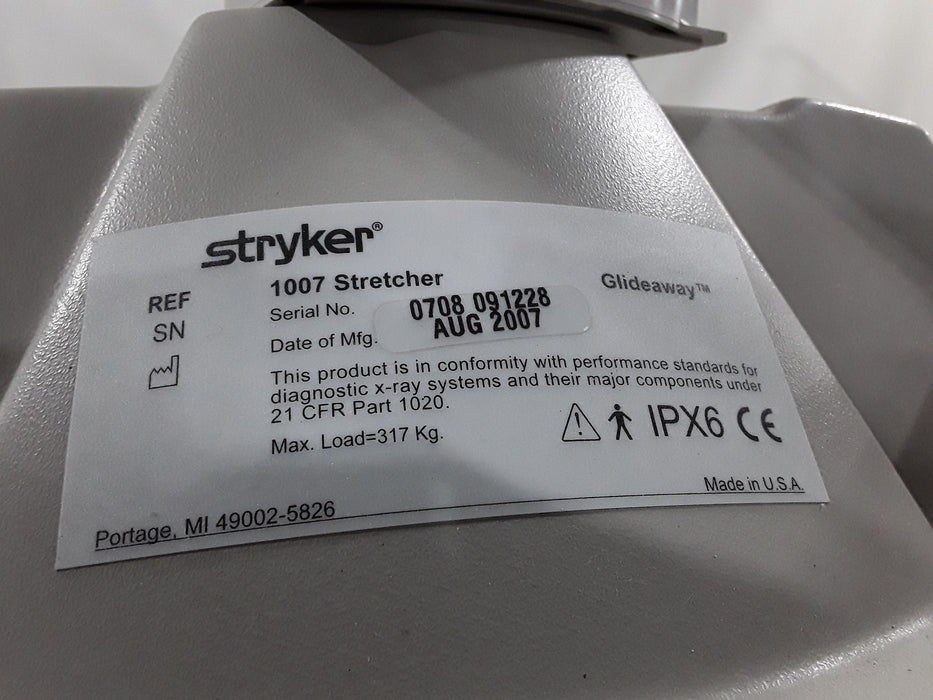 stryker®
REF 1007 Stretcher Glideaway™
SN Serial No. 0708 091228
Date of Mfg. AUG 2007
This product is in conformity with performance standards for
diagnostic x-ray systems and their major components under
21 CFR Part 1020.
Max. Load=317 Kg.
IPX6 CE
Made in U.S.A.
Portage, MI 49002-5826